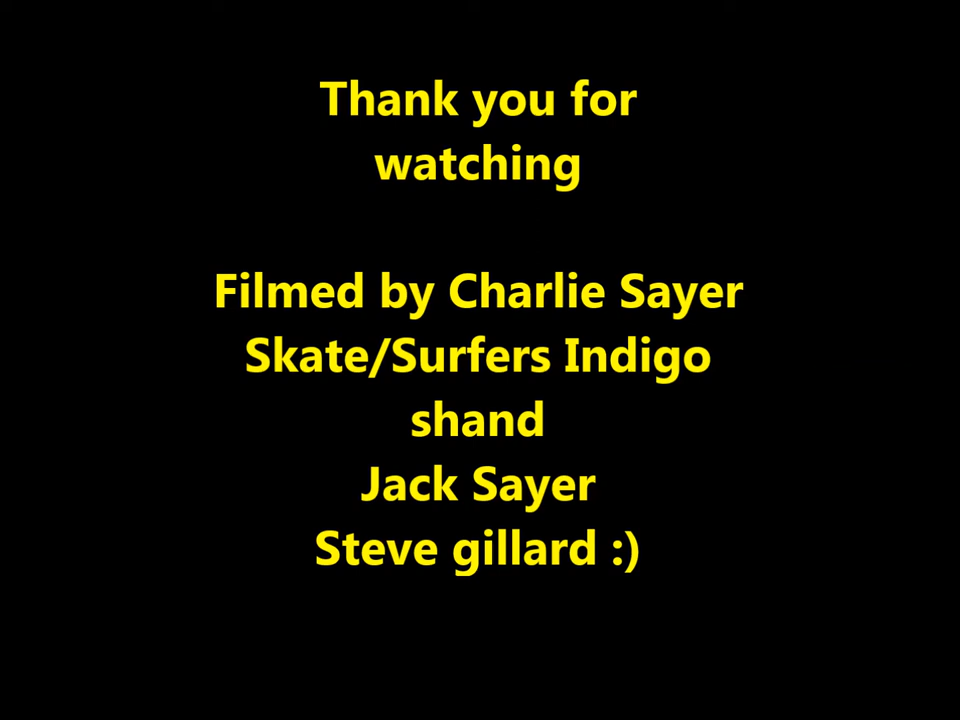 Thank you for
watching
Filmed by Charlie Sayer
Skate/Surfers Indigo
shand
Jack Sayer
Steve gillard :)